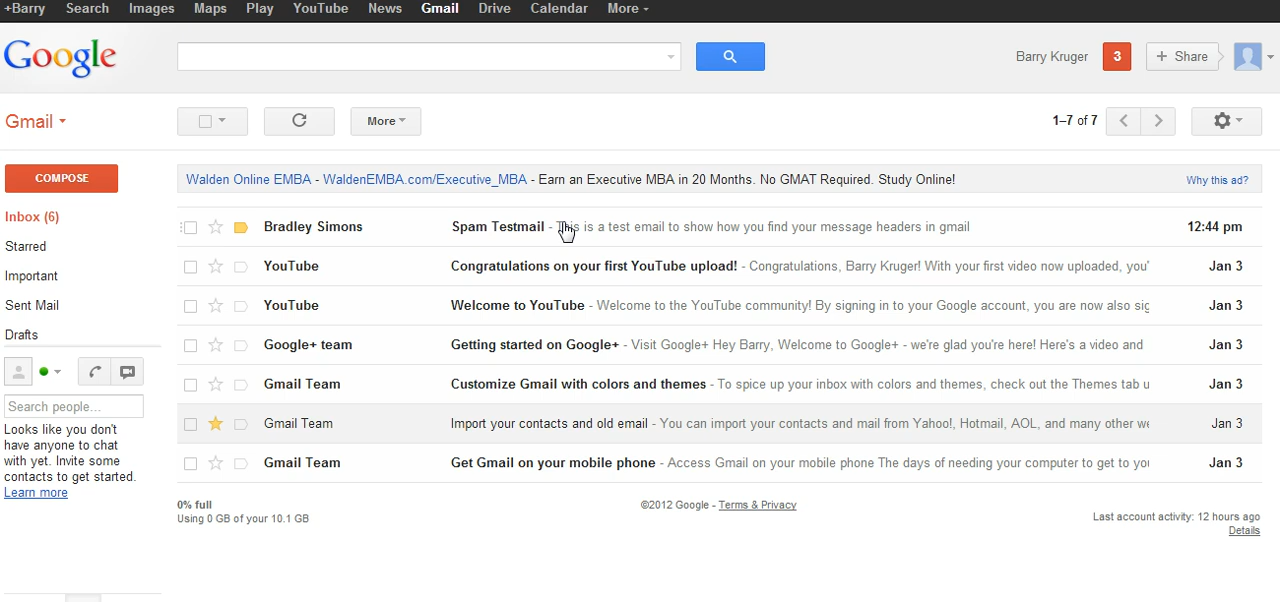 +Barry Search Images Maps Play YouTube News Gmail Drive Calendar More
Google
Barry Kruger 3 + Share
Gmail
More
1–7 of 7
COMPOSE
Walden Online EMBA - WaldenEMBA.com/Executive_MBA - Earn an Executive MBA in 20 Months. No GMAT Required. Study Online! Why this ad?
Inbox (6)
Starred
Important
Sent Mail
Drafts
Bradley Simons Spam Testmail - This is a test email to show how you find your message headers in gmail 12:44 pm
YouTube Congratulations on your first YouTube upload! - Congratulations, Barry Kruger! With your first video now uploaded, you' Jan 3
YouTube Welcome to YouTube - Welcome to the YouTube community! By signing in to your Google account, you are now also sig Jan 3
Google+ team Getting started on Google+ - Visit Google+ Hey Barry, Welcome to Google+ - we're glad you're here! Here's a video and Jan 3
Gmail Team Customize Gmail with colors and themes - To spice up your inbox with colors and themes, check out the Themes tab u Jan 3
Gmail Team Import your contacts and old email - You can import your contacts and mail from Yahoo!, Hotmail, AOL, and many other we Jan 3
Gmail Team Get Gmail on your mobile phone - Access Gmail on your mobile phone The days of needing your computer to get to you Jan 3
Search people...
Looks like you don't
have anyone to chat
with yet. Invite some
contacts to get started.
Learn more
0% full
Using 0 GB of your 10.1 GB
©2012 Google - Terms & Privacy
Last account activity: 12 hours ago
Details